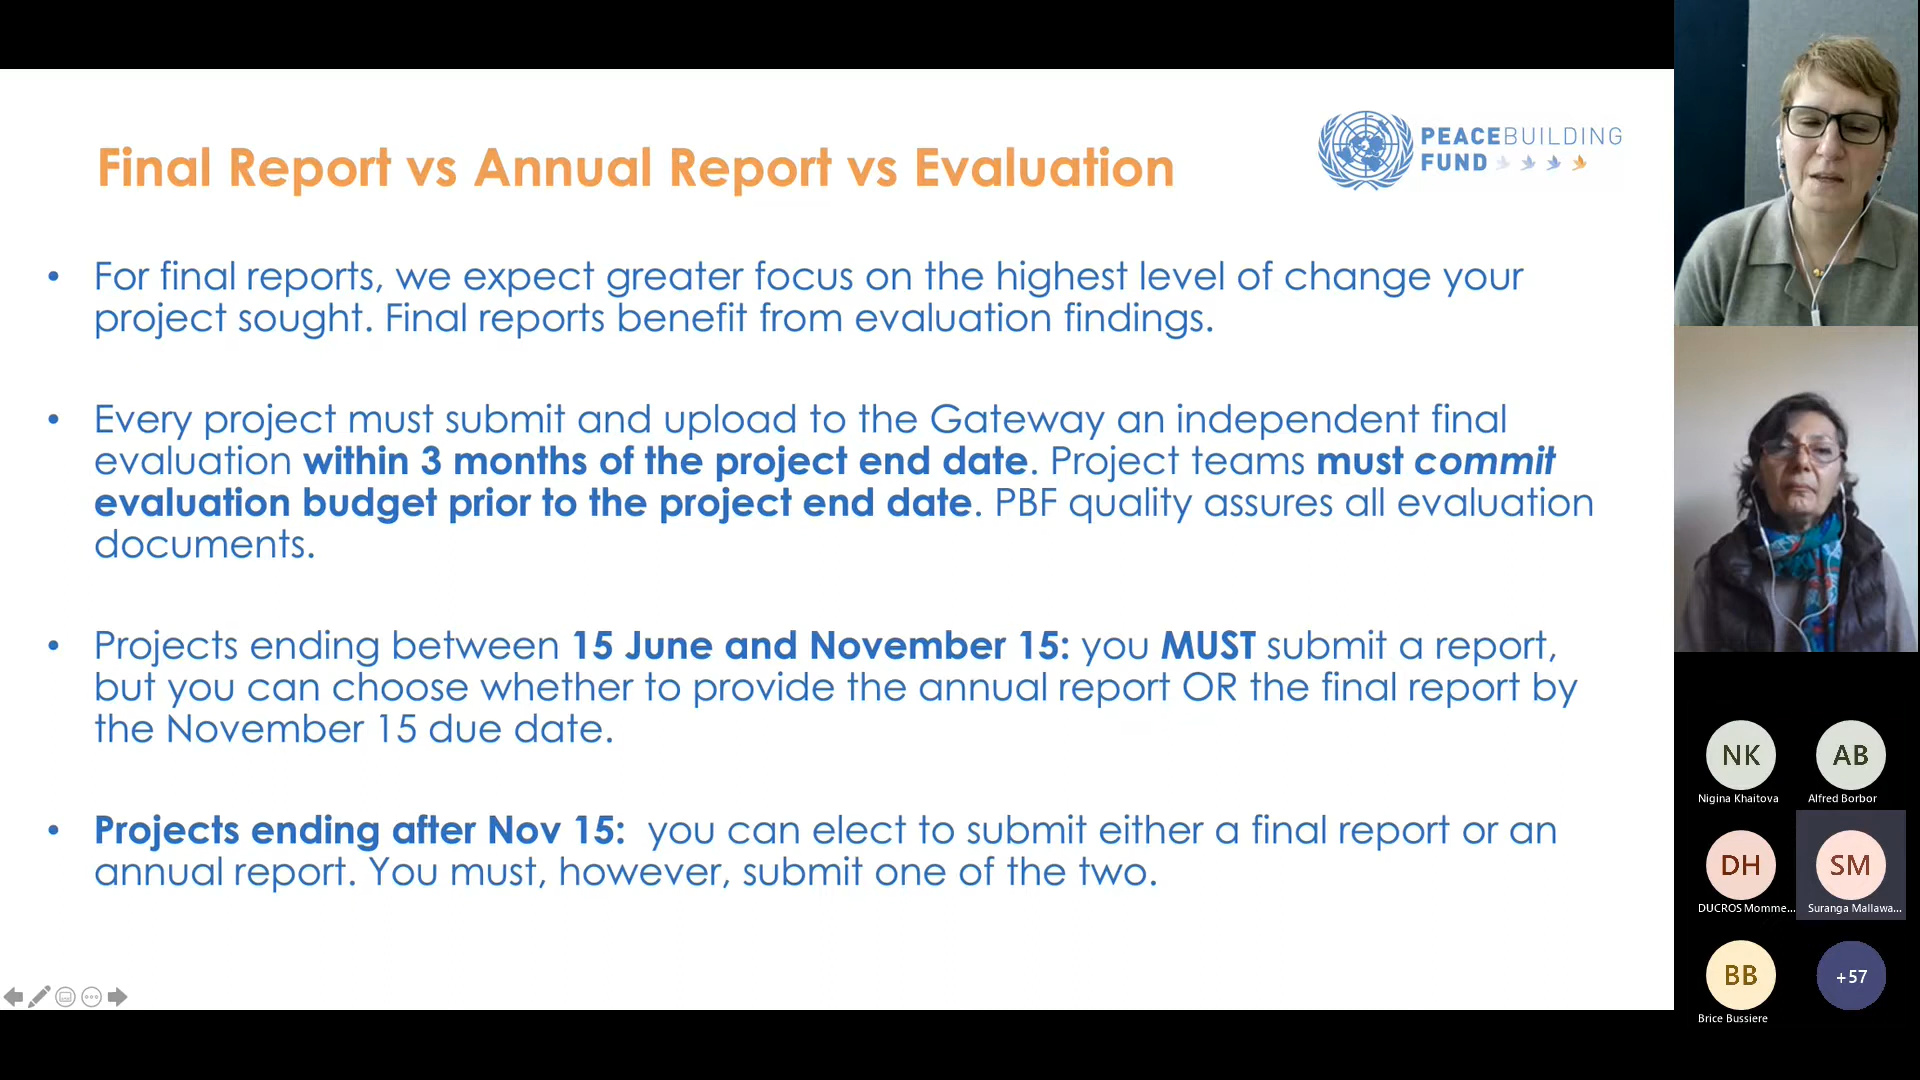 Final Report vs Annual Report vs Evaluation
PEACEBUILDING
FUND
• For final reports, we expect greater focus on the highest level of change your
project sought. Final reports benefit from evaluation findings.
• Every project must submit and upload to the Gateway an independent final
evaluation within 3 months of the project end date. Project teams must commit
evaluation budget prior to the project end date. PBF quality assures all evaluation
documents.
• Projects ending between 15 June and November 15: you MUST submit a report,
but you can choose whether to provide the annual report OR the final report by
the November 15 due date.
• Projects ending after Nov 15:  you can elect to submit either a final report or an
annual report. You must, however, submit one of the two.
NK
Nigina Khaitova
AB
Alfred Borbor
DH
DUCROS Momme...
SM
Suranga Mallawa...
BB
Brice Bussiere
+57